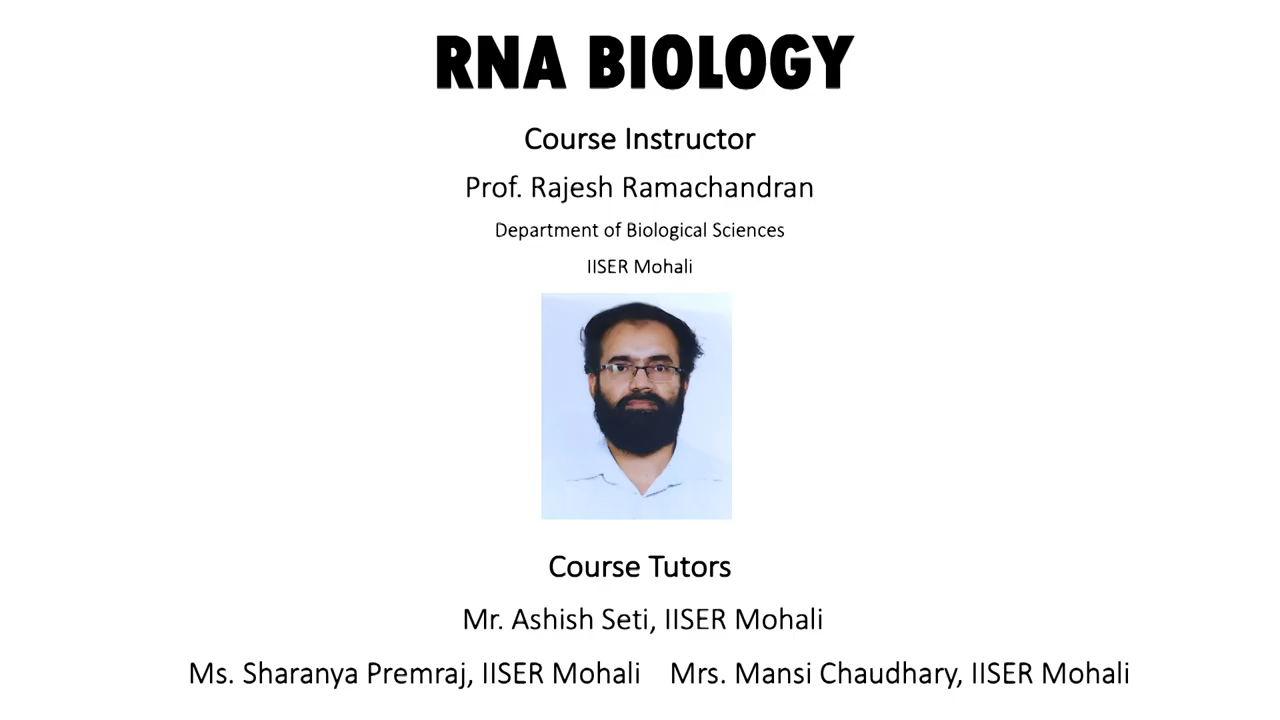 RNA BIOLOGY
Course Instructor
Prof. Rajesh Ramachandran
Department of Biological Sciences
IISER Mohali
Course Tutors
Mr. Ashish Seti, IISER Mohali
Ms. Sharanya Premraj, IISER Mohali Mrs. Mansi Chaudhary, IISER Mohali